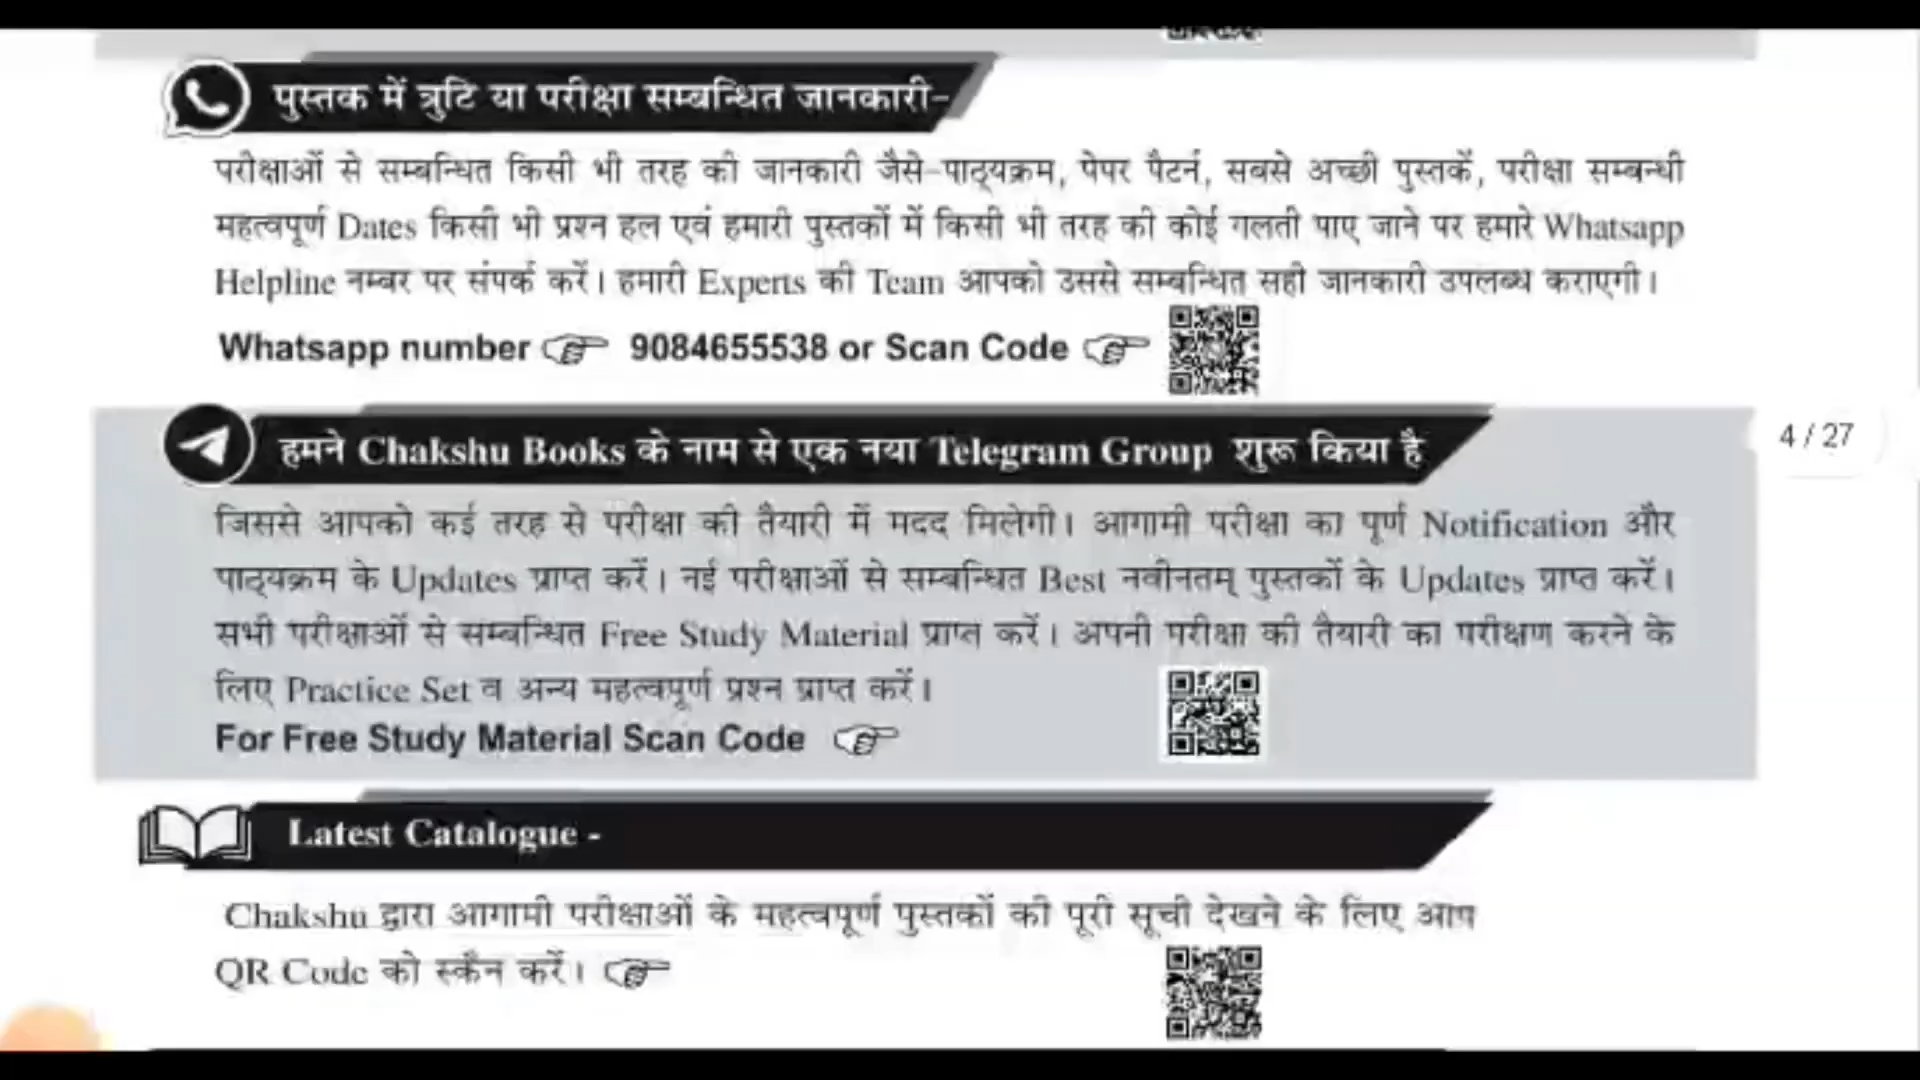 पुस्तक में त्रुटि या परीक्षा सम्बन्धित जानकारी-
परीक्षाओं से सम्बन्धित किसी भी तरह की जानकारी जैसे-पाठ्यक्रम, पेपर पैटर्न, सबसे अच्छी पुस्तकें, परीक्षा सम्बन्धी
महत्वपूर्ण Dates किसी भी प्रश्न हल एवं हमारी पुस्तकों में किसी भी तरह की कोई गलती पाए जाने पर हमारे Whatsapp
Helpline नम्बर पर संपर्क करें। हमारी Experts की Team आपको उससे सम्बन्धित सही जानकारी उपलब्ध कराएगी।
Whatsapp number 9084655538 or Scan Code
हमने Chakshu Books के नाम से एक नया Telegram Group शुरू किया है
4 / 27
जिससे आपको कई तरह से परीक्षा की तैयारी में मदद मिलेगी। आगामी परीक्षा का पूर्ण Notification और
पाठ्यक्रम के Updates प्राप्त करें। नई परीक्षाओं से सम्बन्धित Best नवीनतम् पुस्तकों के Updates प्राप्त करें।
सभी परीक्षाओं से सम्बन्धित Free Study Material प्राप्त करें। अपनी परीक्षा की तैयारी का परीक्षण करने के
लिए Practice Set व अन्य महत्वपूर्ण प्रश्न प्राप्त करें।
For Free Study Material Scan Code
Latest Catalogue -
Chakshu द्वारा आगामी परीक्षाओं के महत्वपूर्ण पुस्तकों की पूरी सूची देखने के लिए आप
QR Code को स्कैन करें।